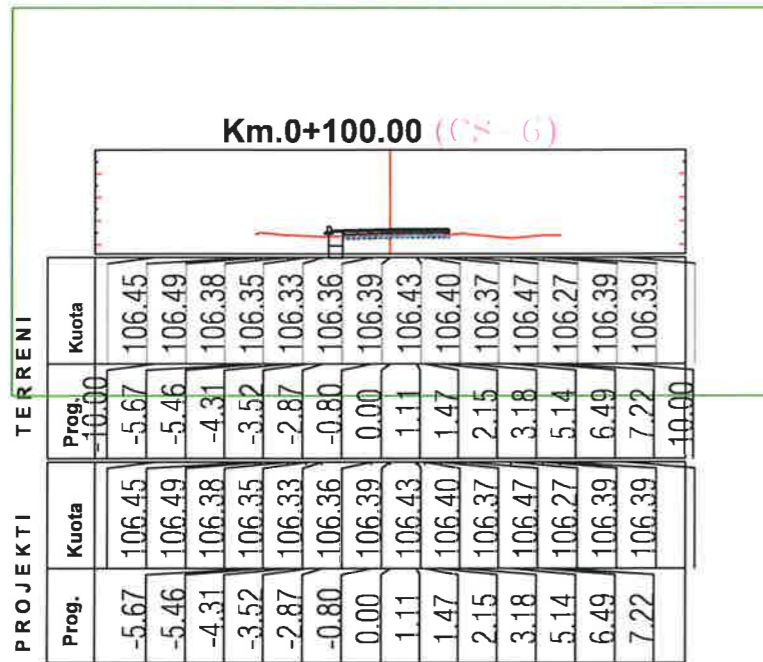 Km.0+100.00 (CS-6)
TERRENI
Kuota 106.45 106.49 106.38 106.35 106.33 106.36 106.39 106.43 106.40 106.37 106.47 106.27 106.39 106.39
Prog. -10.00 -5.67 -5.46 -4.31 -3.52 -2.87 -0.80 0.00 1.11 1.47 2.15 3.18 5.14 6.49 7.22 10.00
PROJEKTI
Kuota 106.45 106.49 106.38 106.35 106.33 106.36 106.39 106.43 106.40 106.37 106.47 106.27 106.39 106.39
Prog. -5.67 -5.46 -4.31 -3.52 -2.87 -0.80 0.00 1.11 1.47 2.15 3.18 5.14 6.49 7.22